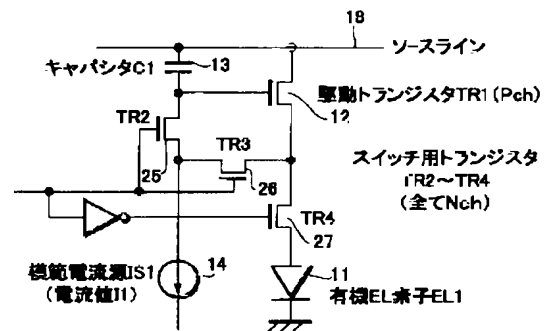 18
ソースライン
キャパシタC1
13
駆動トランジスタTR1(Pch)
12
TR2
TR3
25
26
スイッチ用トランジスタ
TR2～TR4
(全てNch)
TR4
27
模範電流源IS1
(電流値I1)
14
11
有機EL素子EL1